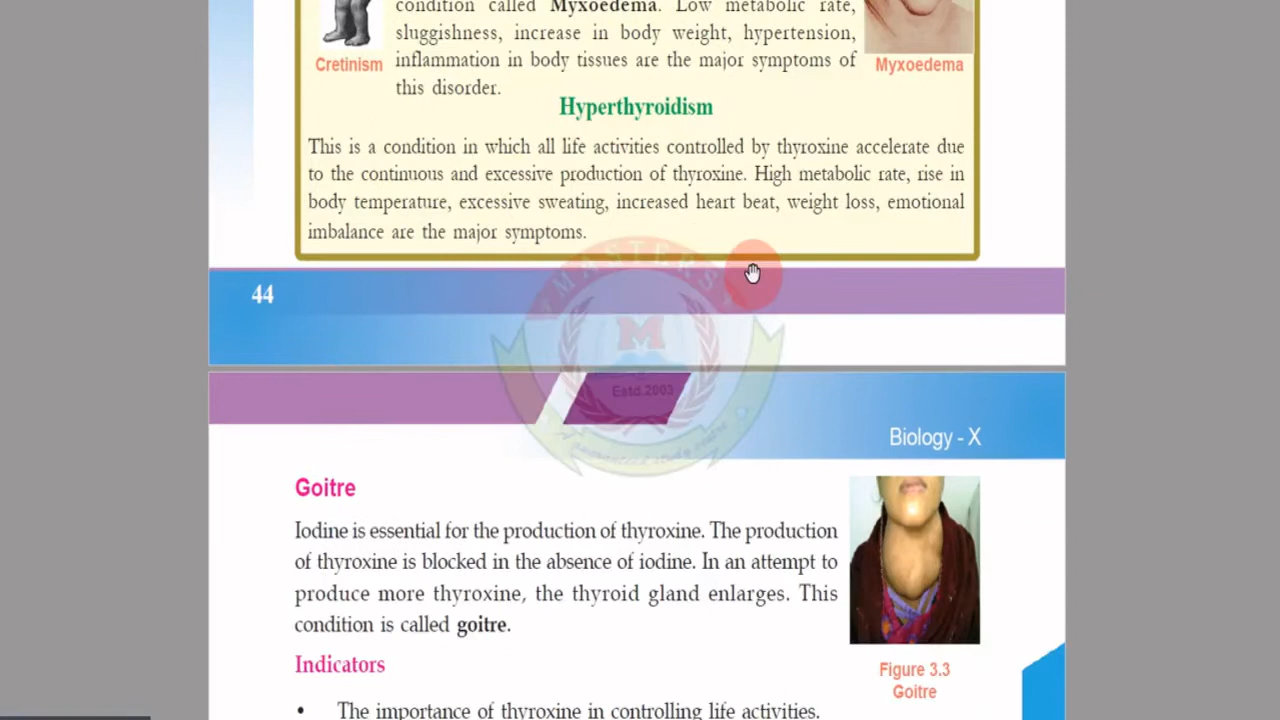 condition called Myxoedema. Low metabolic rate,
sluggishness, increase in body weight, hypertension,
inflammation in body tissues are the major symptoms of
this disorder.
Cretinism
Myxoedema
Hyperthyroidism
This is a condition in which all life activities controlled by thyroxine accelerate due
to the continuous and excessive production of thyroxine. High metabolic rate, rise in
body temperature, excessive sweating, increased heart beat, weight loss, emotional
imbalance are the major symptoms.
44
MASTERS
M
Estd.2003
Biology - X
Goitre
Iodine is essential for the production of thyroxine. The production
of thyroxine is blocked in the absence of iodine. In an attempt to
produce more thyroxine, the thyroid gland enlarges. This
condition is called goitre.
Figure 3.3
Goitre
Indicators
• The importance of thyroxine in controlling life activities.